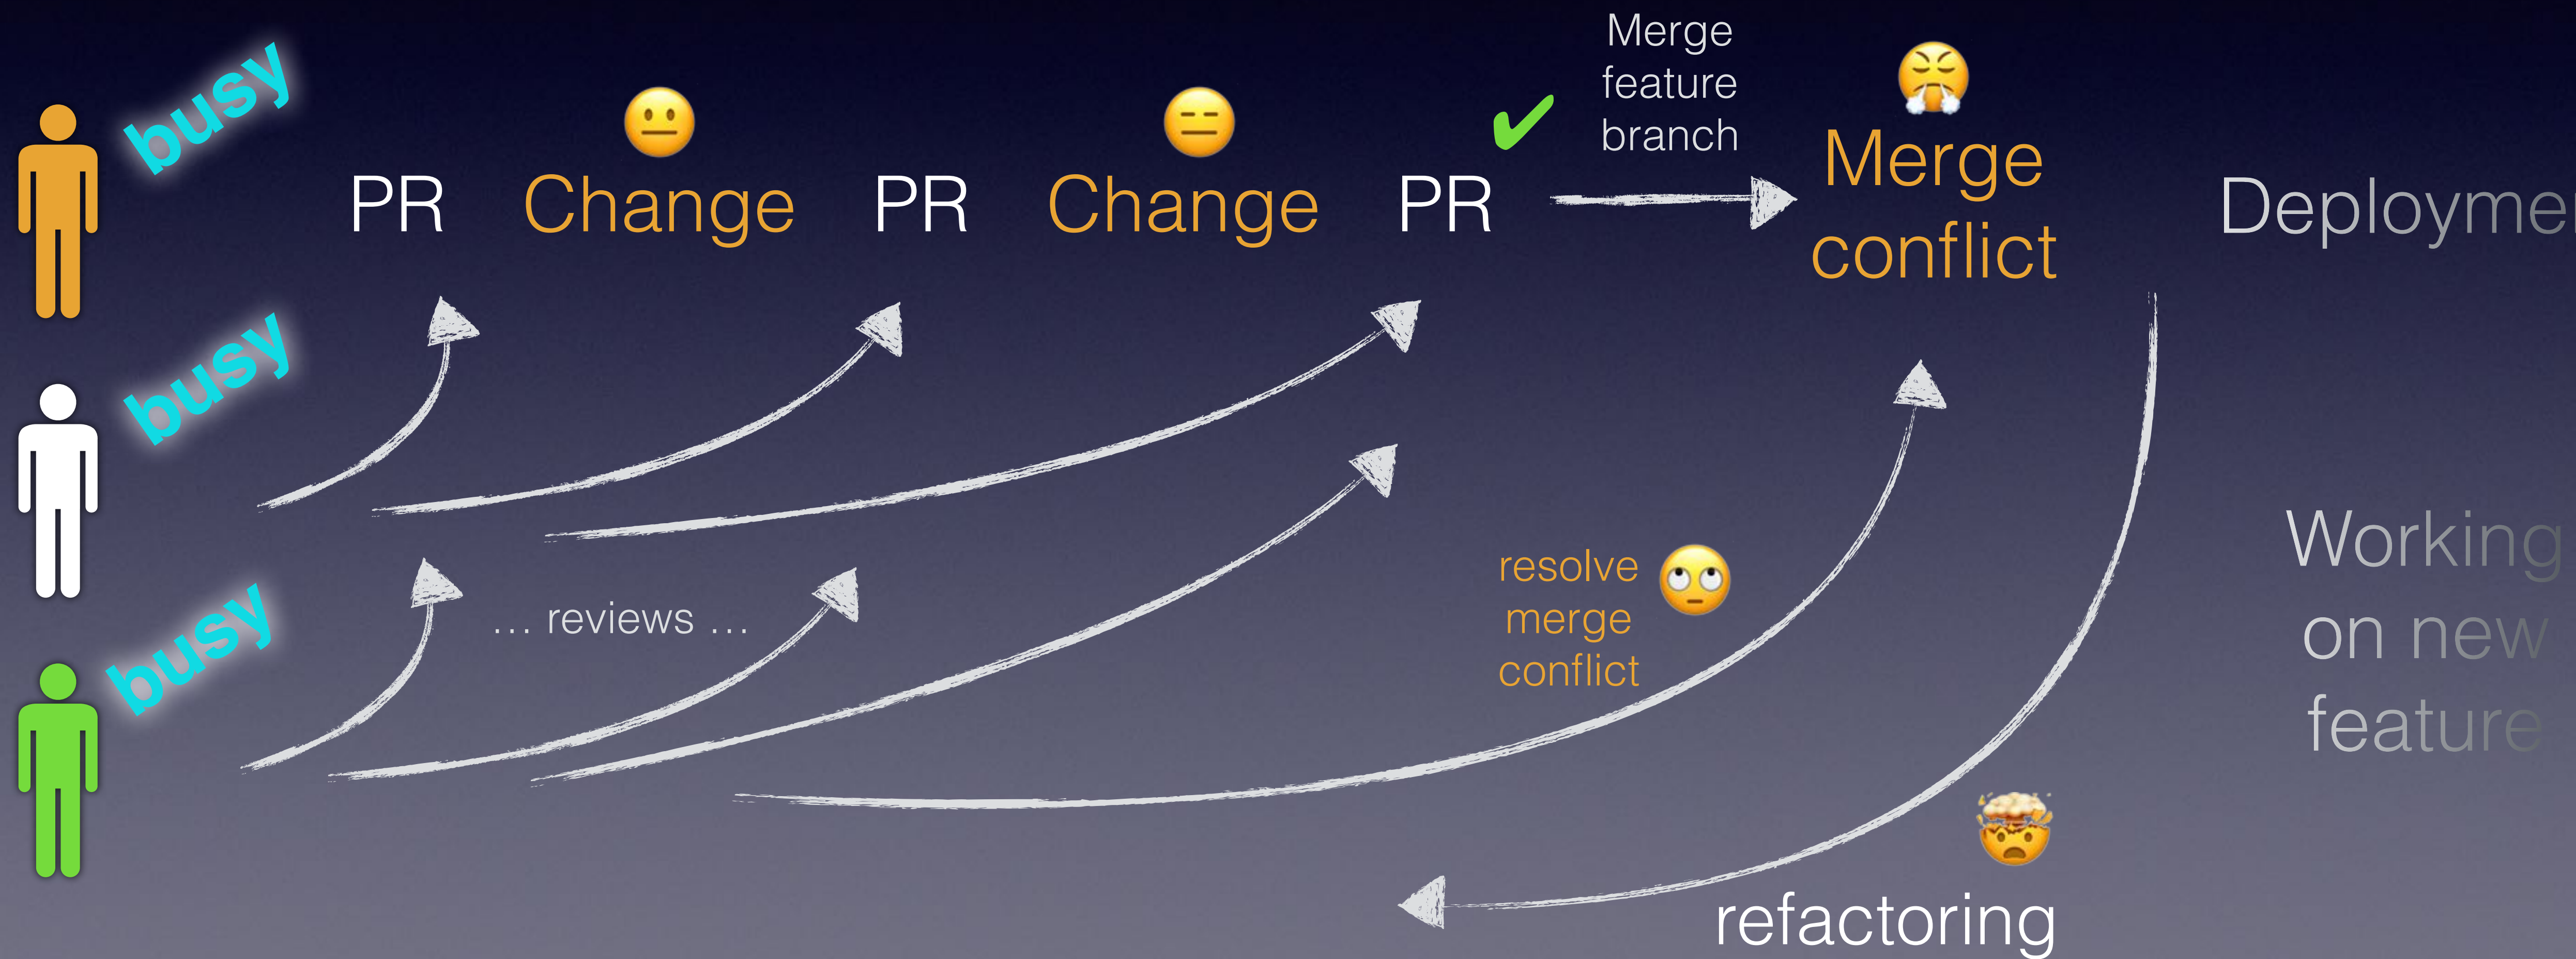 busy
PR
Change
PR
Change
PR
Merge
feature
branch
Merge
conflict
Deploymen
busy
busy
... reviews ...
resolve
merge
conflict
Working
on new
feature
refactoring